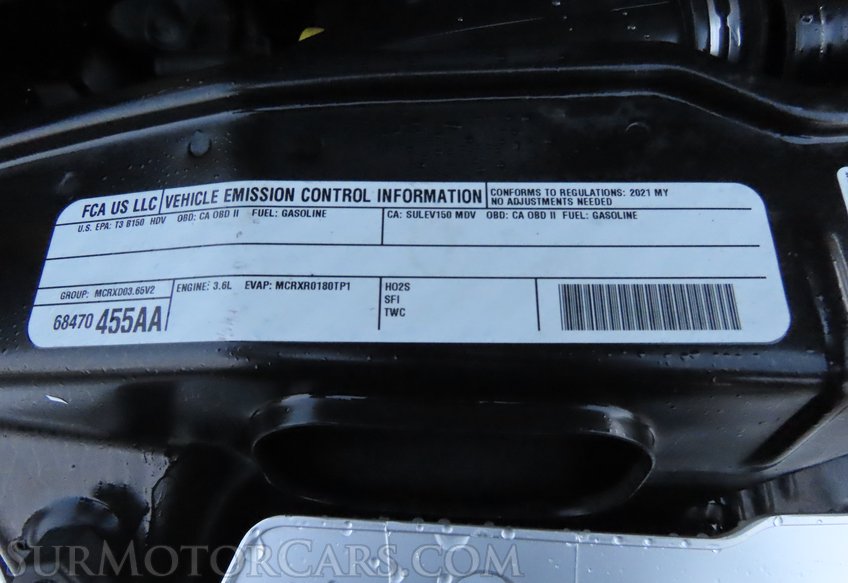 FCA US LLC VEHICLE EMISSION CONTROL INFORMATION CONFORMS TO REGULATIONS: 2021 MY
NO ADJUSTMENTS NEEDED
U.S. EPA: T3 B150 HDV OBD: CA OBD II FUEL: GASOLINE CA: SULEV150 MDV OBD: CA OBD II FUEL: GASOLINE
GROUP: MCRXD03.65V2 ENGINE: 3.6L EVAP: MCRXR0180TP1 HO2S
SFI
TWC
68470 455AA
SURMOTORCARS.COM